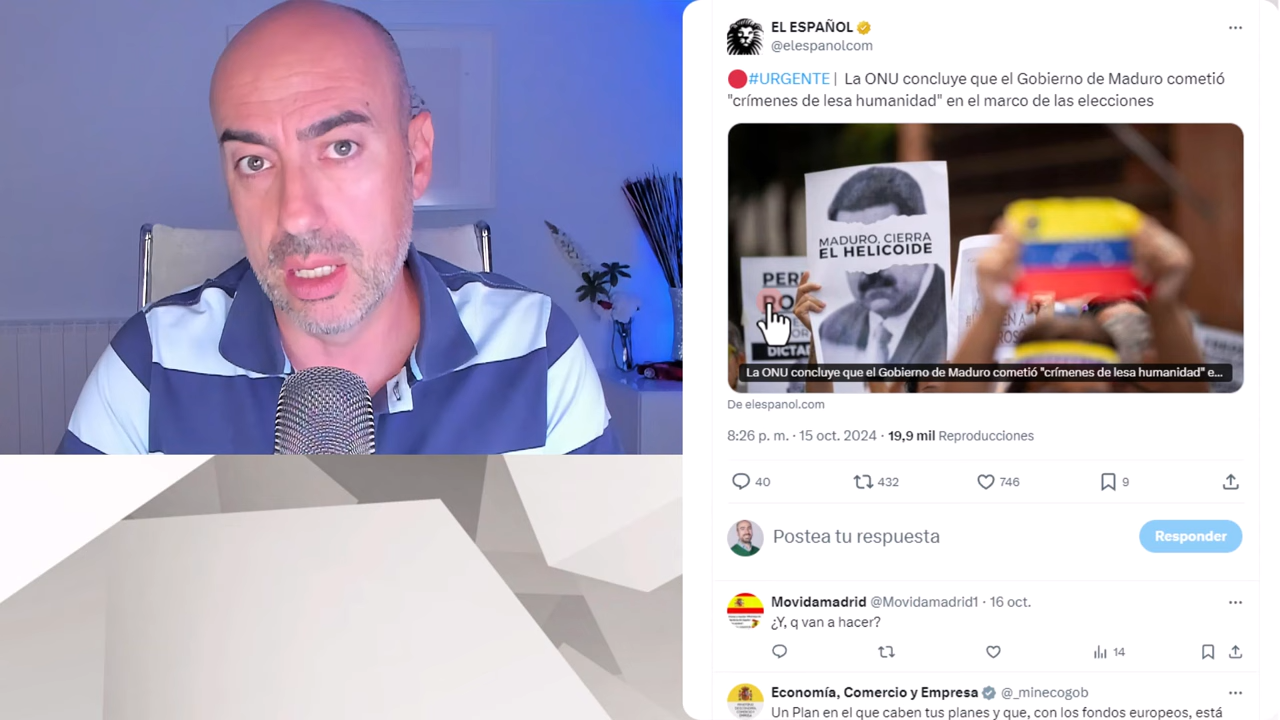 EL ESPAÑOL
@elespanolcom
#URGENTE | La ONU concluye que el Gobierno de Maduro cometió
"crímenes de lesa humanidad" en el marco de las elecciones
MADURO, CIERRA
EL HELICOIDE
PERI
RO
DICTA
La ONU concluye que el Gobierno de Maduro cometió "crímenes de lesa humanidad" e...
De elespanol.com
8:26 p. m. · 15 oct. 2024 · 19,9 mil Reproducciones
40
432
746
9
Postea tu respuesta
Responder
Movidamadrid @Movidamadrid1 · 16 oct.
¿Y, q van a hacer?
14
Economía, Comercio y Empresa @_minecogob
Un Plan en el que caben tus planes y que, con los fondos europeos, está